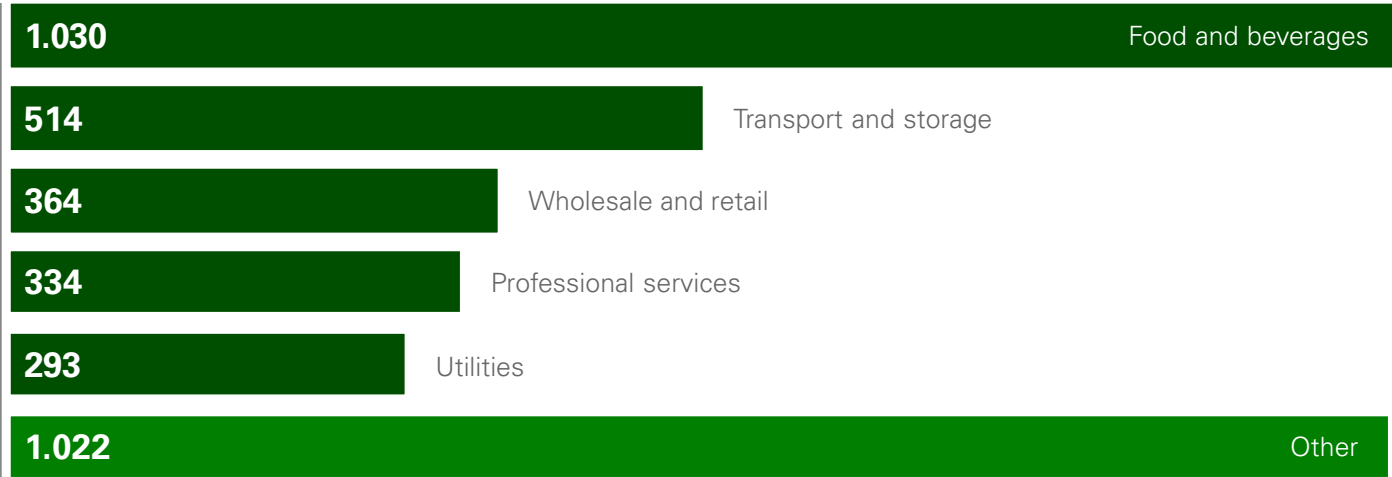 1.030 Food and beverages
514 Transport and storage
364 Wholesale and retail
334 Professional services
293 Utilities
1.022 Other